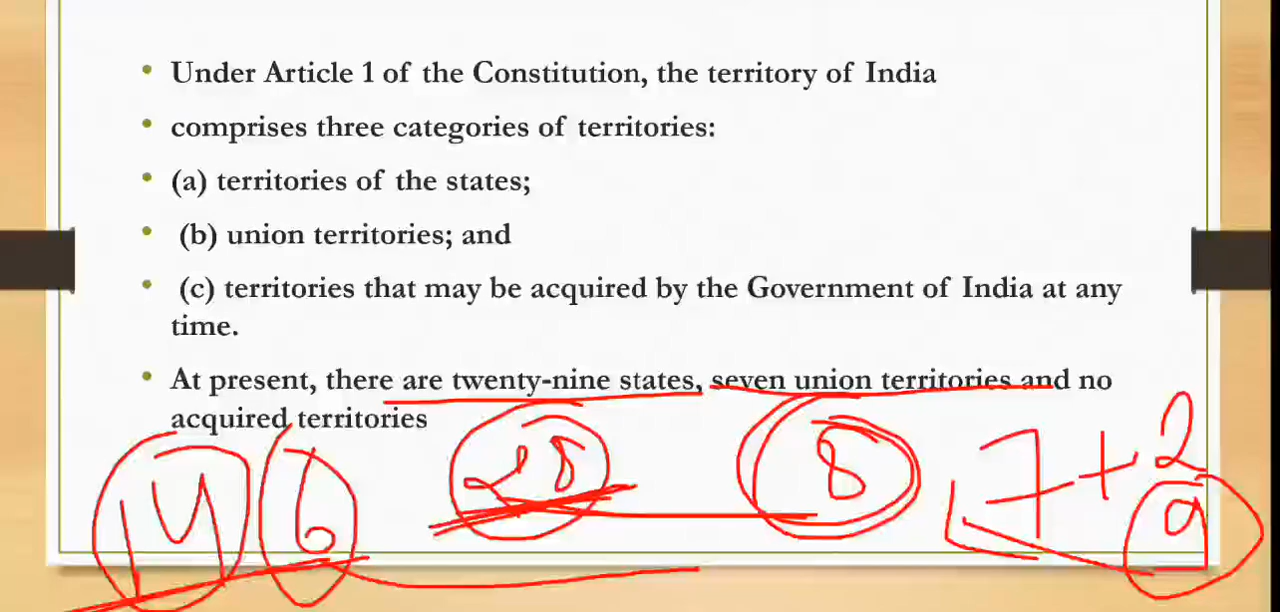 Under Article 1 of the Constitution, the territory of India
comprises three categories of territories:
(a) territories of the states;
(b) union territories; and
(c) territories that may be acquired by the Government of India at any
time.
At present, there are twenty-nine states, seven union territories and no
acquired territories
14 6 28 8 7+2
9